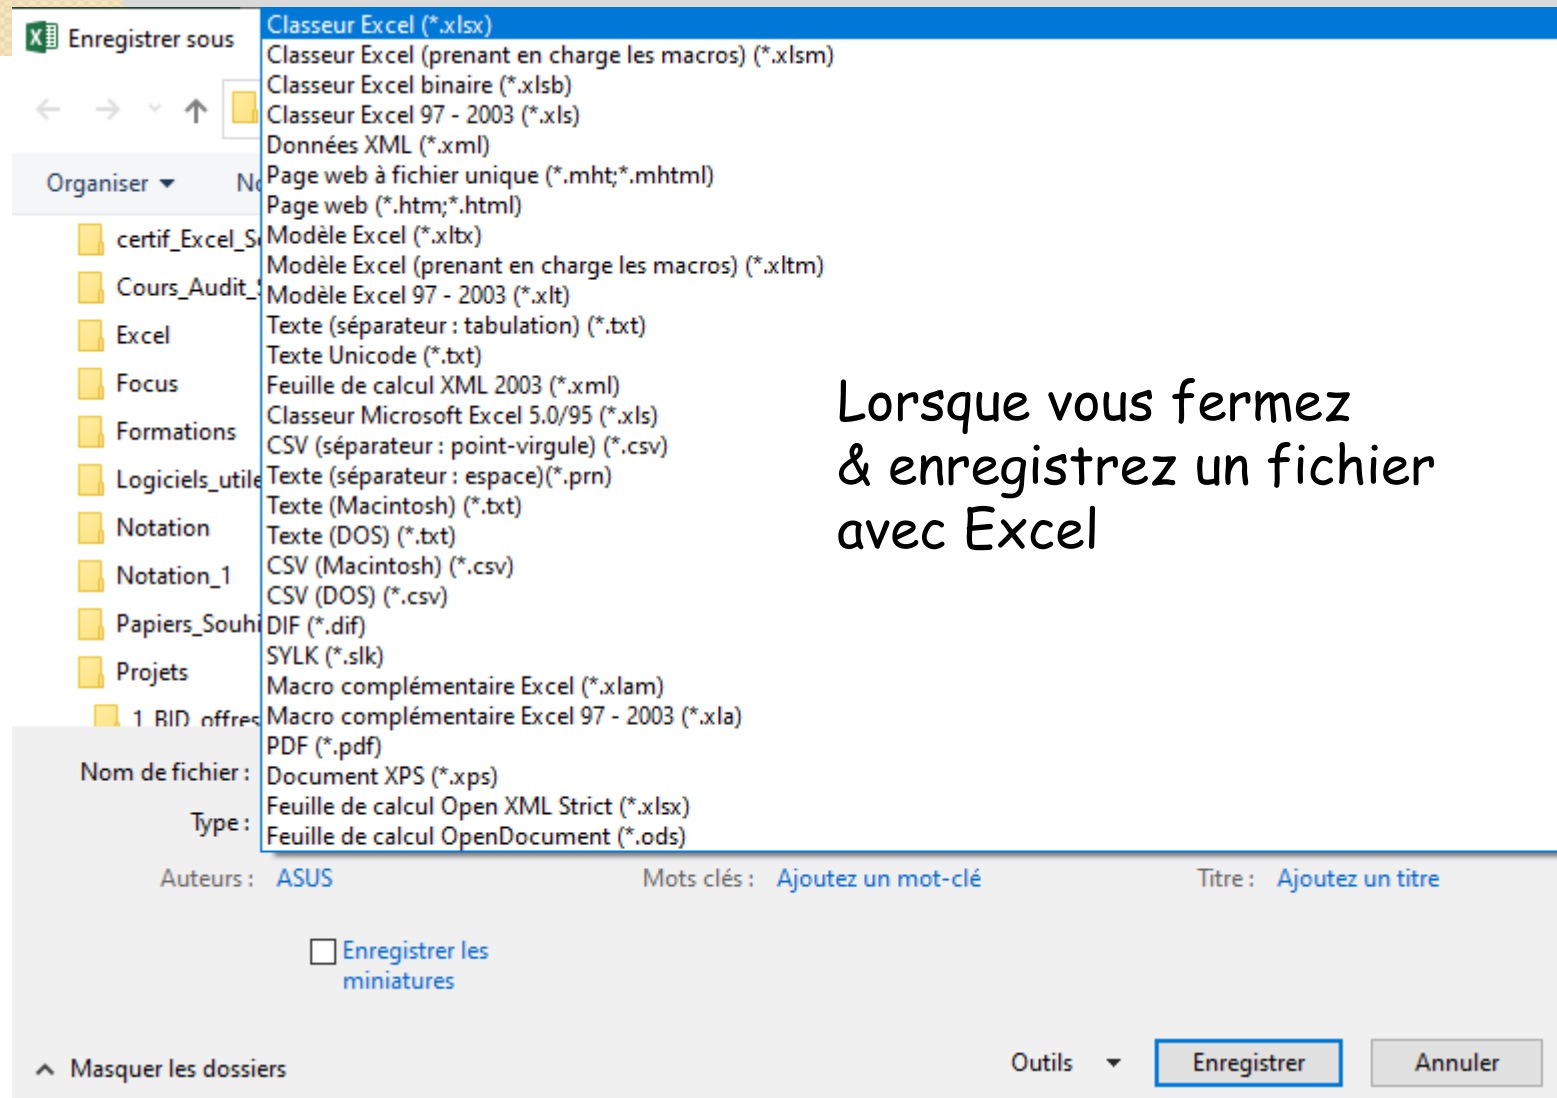 Enregistrer sous
Classeur Excel (*.xlsx)
Classeur Excel (prenant en charge les macros) (*.xlsm)
Classeur Excel binaire (*.xlsb)
Classeur Excel 97 - 2003 (*.xls)
Données XML (*.xml)
Page web à fichier unique (*.mht;*.mhtml)
Page web (*.htm;*.html)
Modèle Excel (*.xltx)
Modèle Excel (prenant en charge les macros) (*.xltm)
Modèle Excel 97 - 2003 (*.xlt)
Texte (séparateur : tabulation) (*.txt)
Texte Unicode (*.txt)
Feuille de calcul XML 2003 (*.xml)
Classeur Microsoft Excel 5.0/95 (*.xls)
CSV (séparateur : point-virgule) (*.csv)
Texte (séparateur : espace)(*.prn)
Texte (Macintosh) (*.txt)
Texte (DOS) (*.txt)
CSV (Macintosh) (*.csv)
CSV (DOS) (*.csv)
DIF (*.dif)
SYLK (*.slk)
Macro complémentaire Excel (*.xlam)
Macro complémentaire Excel 97 - 2003 (*.xla)
PDF (*.pdf)
Document XPS (*.xps)
Feuille de calcul Open XML Strict (*.xlsx)
Feuille de calcul OpenDocument (*.ods)
Organiser
certif_Excel_S
Cours_Audit_
Excel
Focus
Formations
Logiciels_utile
Notation
Notation_1
Papiers_Souhi
Projets
1_BID_offres
Lorsque vous fermez
& enregistrez un fichier
avec Excel
Nom de fichier :
Type :
Auteurs : ASUS Mots clés : Ajoutez un mot-clé Titre : Ajoutez un titre
Enregistrer les
miniatures
Masquer les dossiers Outils Enregistrer Annuler